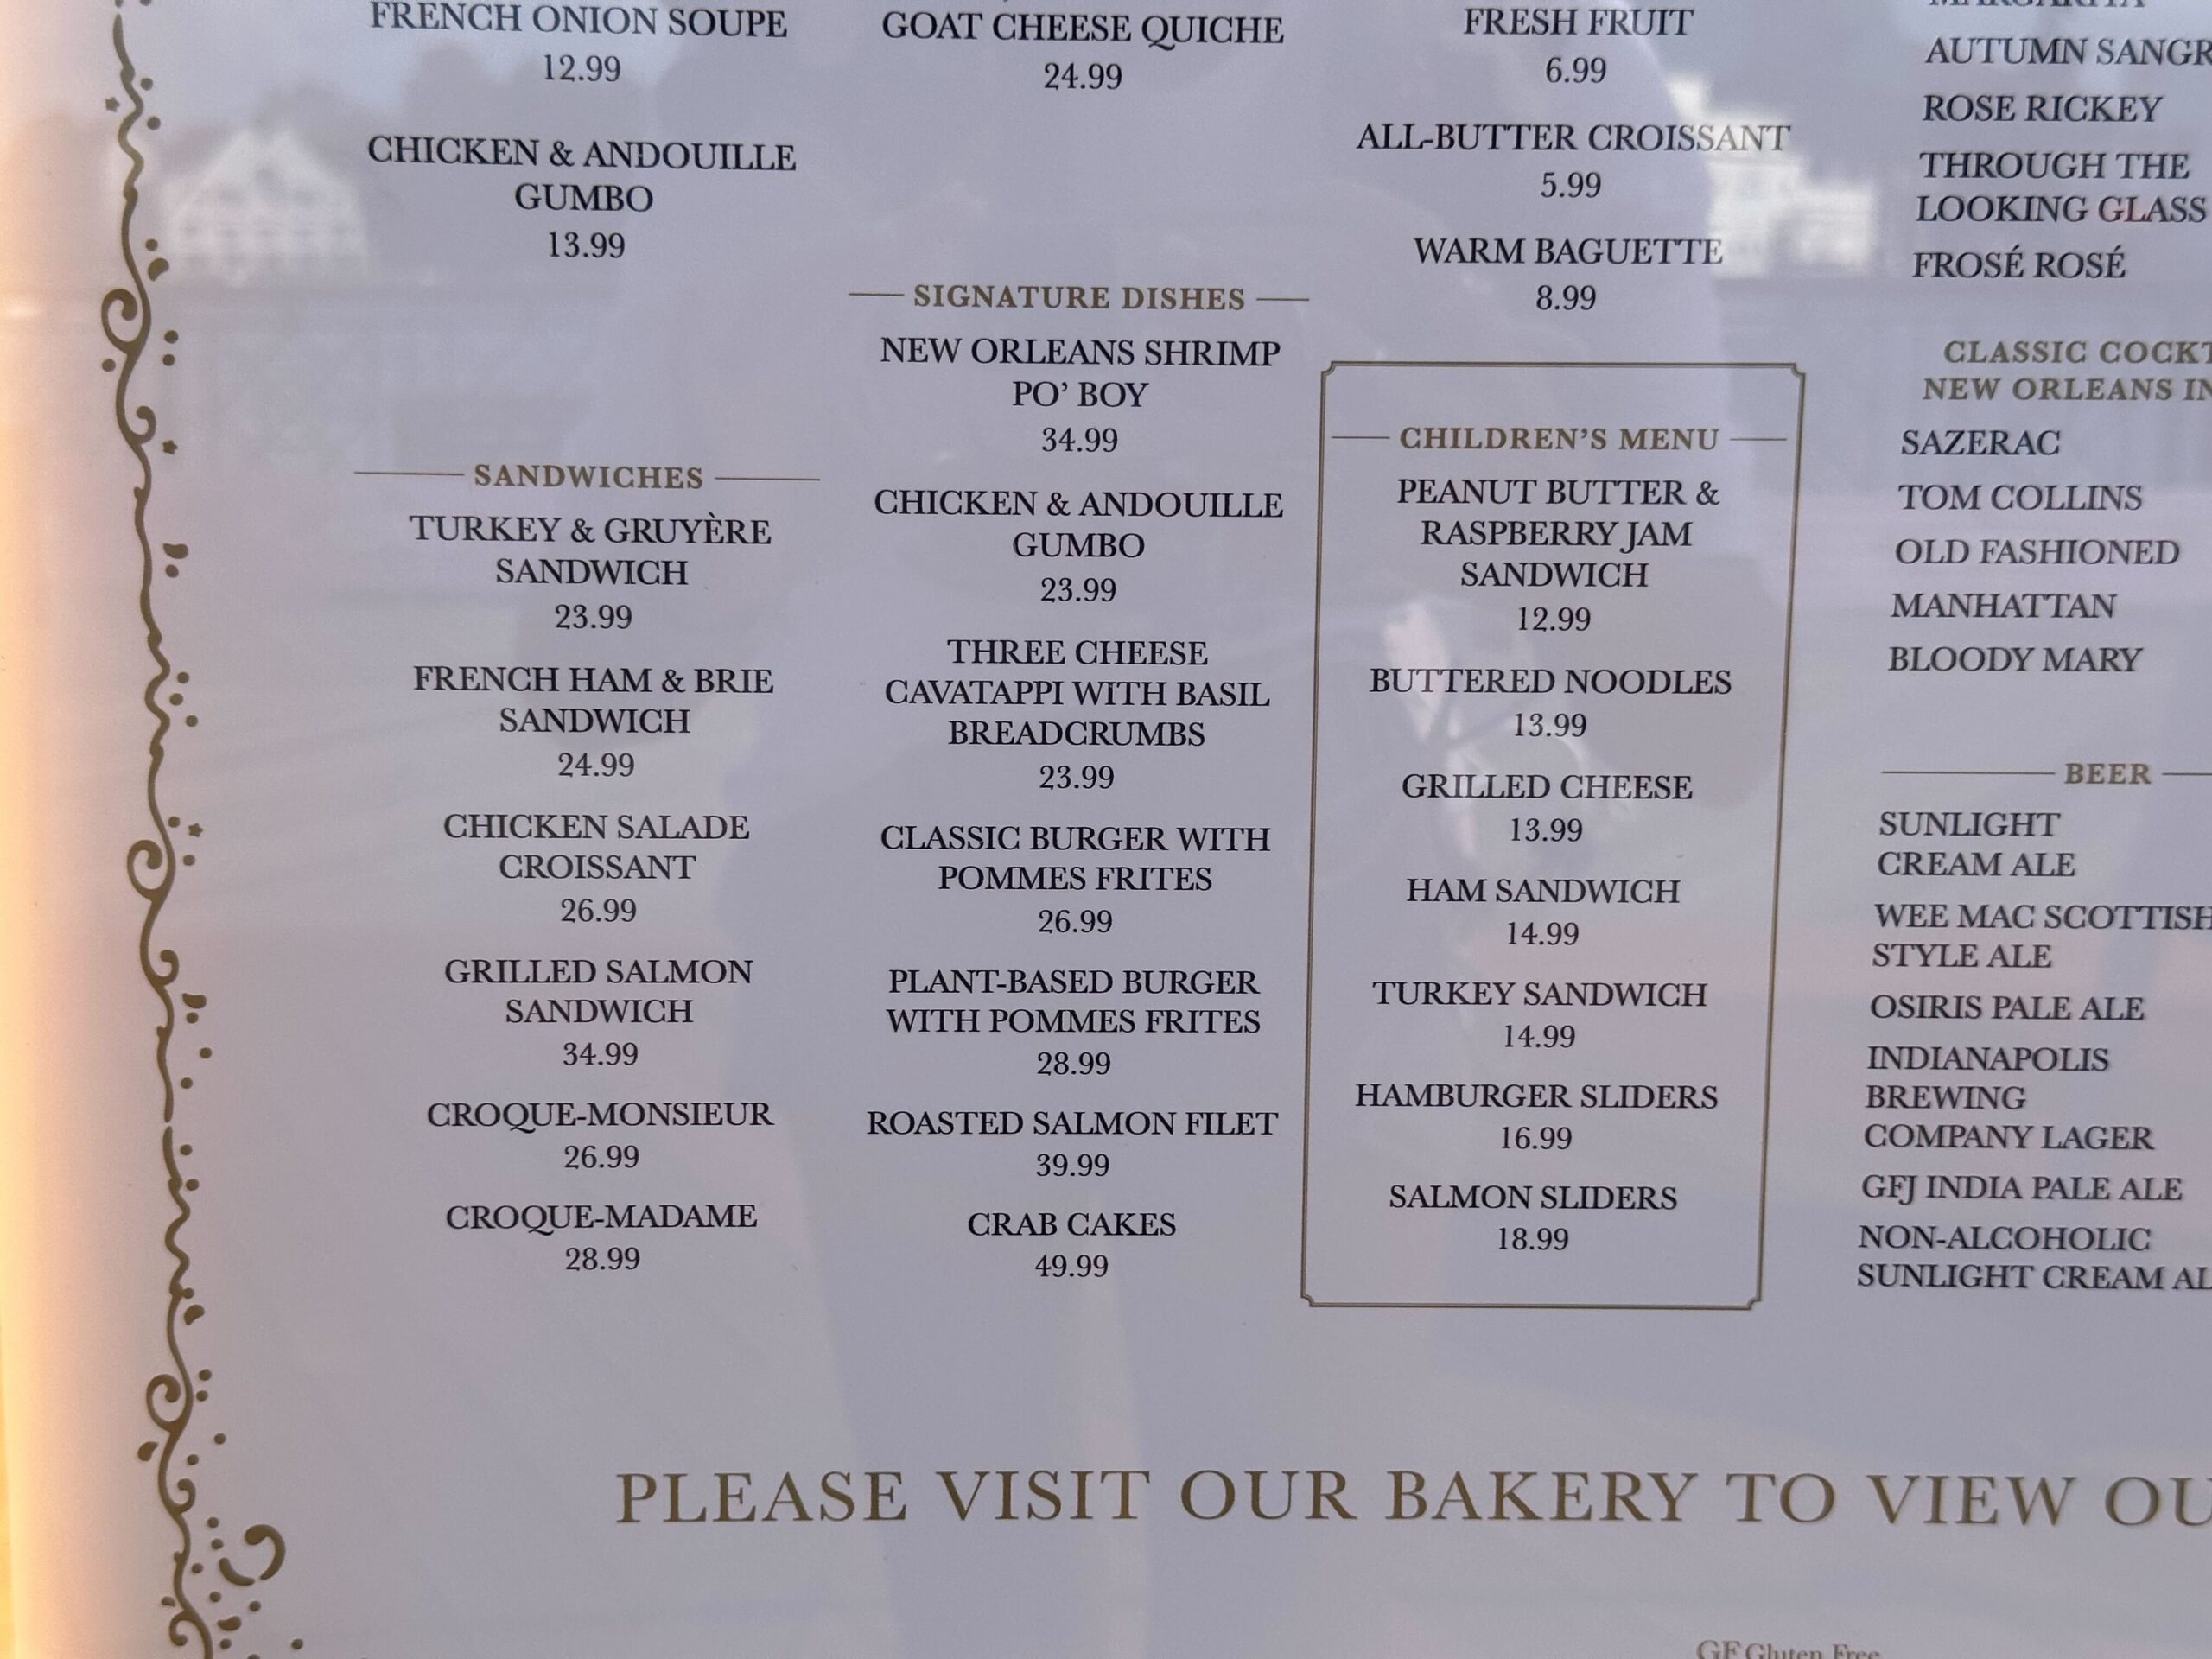 FRENCH ONION SOUPE
12.99
CHICKEN & ANDOUILLE
GUMBO
13.99
SANDWICHES
TURKEY & GRUYÈRE
SANDWICH
23.99
FRENCH HAM & BRIE
SANDWICH
24.99
CHICKEN SALADE
CROISSANT
26.99
GRILLED SALMON
SANDWICH
34.99
CROQUE-MONSIEUR
26.99
CROQUE-MADAME
28.99
GOAT CHEESE QUICHE
24.99
SIGNATURE DISHES
NEW ORLEANS SHRIMP
PO’ BOY
34.99
CHICKEN & ANDOUILLE
GUMBO
23.99
THREE CHEESE
CAVATAPPI WITH BASIL
BREADCRUMBS
23.99
CLASSIC BURGER WITH
POMMES FRITES
26.99
PLANT-BASED BURGER
WITH POMMES FRITES
28.99
ROASTED SALMON FILET
39.99
CRAB CAKES
49.99
FRESH FRUIT
6.99
ALL-BUTTER CROISSANT
5.99
WARM BAGUETTE
8.99
CHILDREN’S MENU
PEANUT BUTTER &
RASPBERRY JAM
SANDWICH
12.99
BUTTERED NOODLES
13.99
GRILLED CHEESE
13.99
HAM SANDWICH
14.99
TURKEY SANDWICH
14.99
HAMBURGER SLIDERS
16.99
SALMON SLIDERS
18.99
AUTUMN SANGR
ROSE RICKEY
THROUGH THE
LOOKING GLASS
FROSÉ ROSÉ
CLASSIC COCKT
NEW ORLEANS IN
SAZERAC
TOM COLLINS
OLD FASHIONED
MANHATTAN
BLOODY MARY
BEER
SUNLIGHT
CREAM ALE
WEE MAC SCOTTISH
STYLE ALE
OSIRIS PALE ALE
INDIANAPOLIS
BREWING
COMPANY LAGER
GFJ INDIA PALE ALE
NON-ALCOHOLIC
SUNLIGHT CREAM AL
PLEASE VISIT OUR BAKERY TO VIEW OU
GF Gluten Free